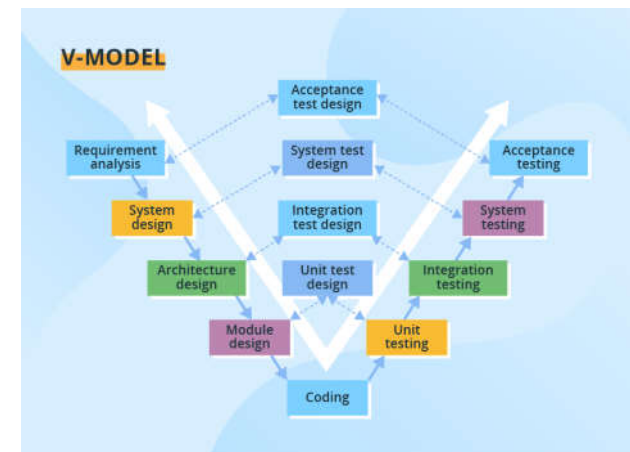 V-MODEL
Acceptance
test design
Requirement
analysis
System test
design
Acceptance
testing
System
design
Integration
test design
System
testing
Architecture
design
Unit test
design
Integration
testing
Module
design
Unit
testing
Coding